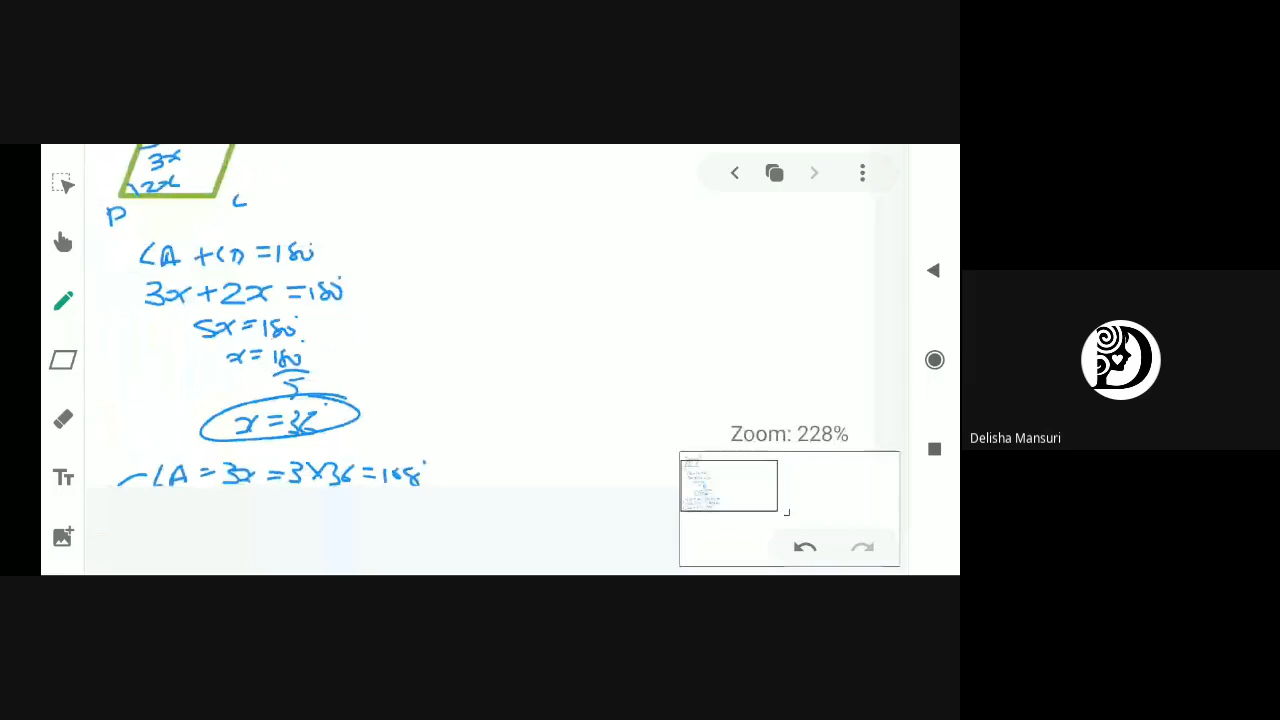 3x
2x
D
C
∠A + ∠D = 180°
3x + 2x = 180°
5x = 180°
x = 180°
5
x = 36°
∠A = 3x = 3 × 36 = 108°
Zoom: 228%
Tт
Delisha Mansuri